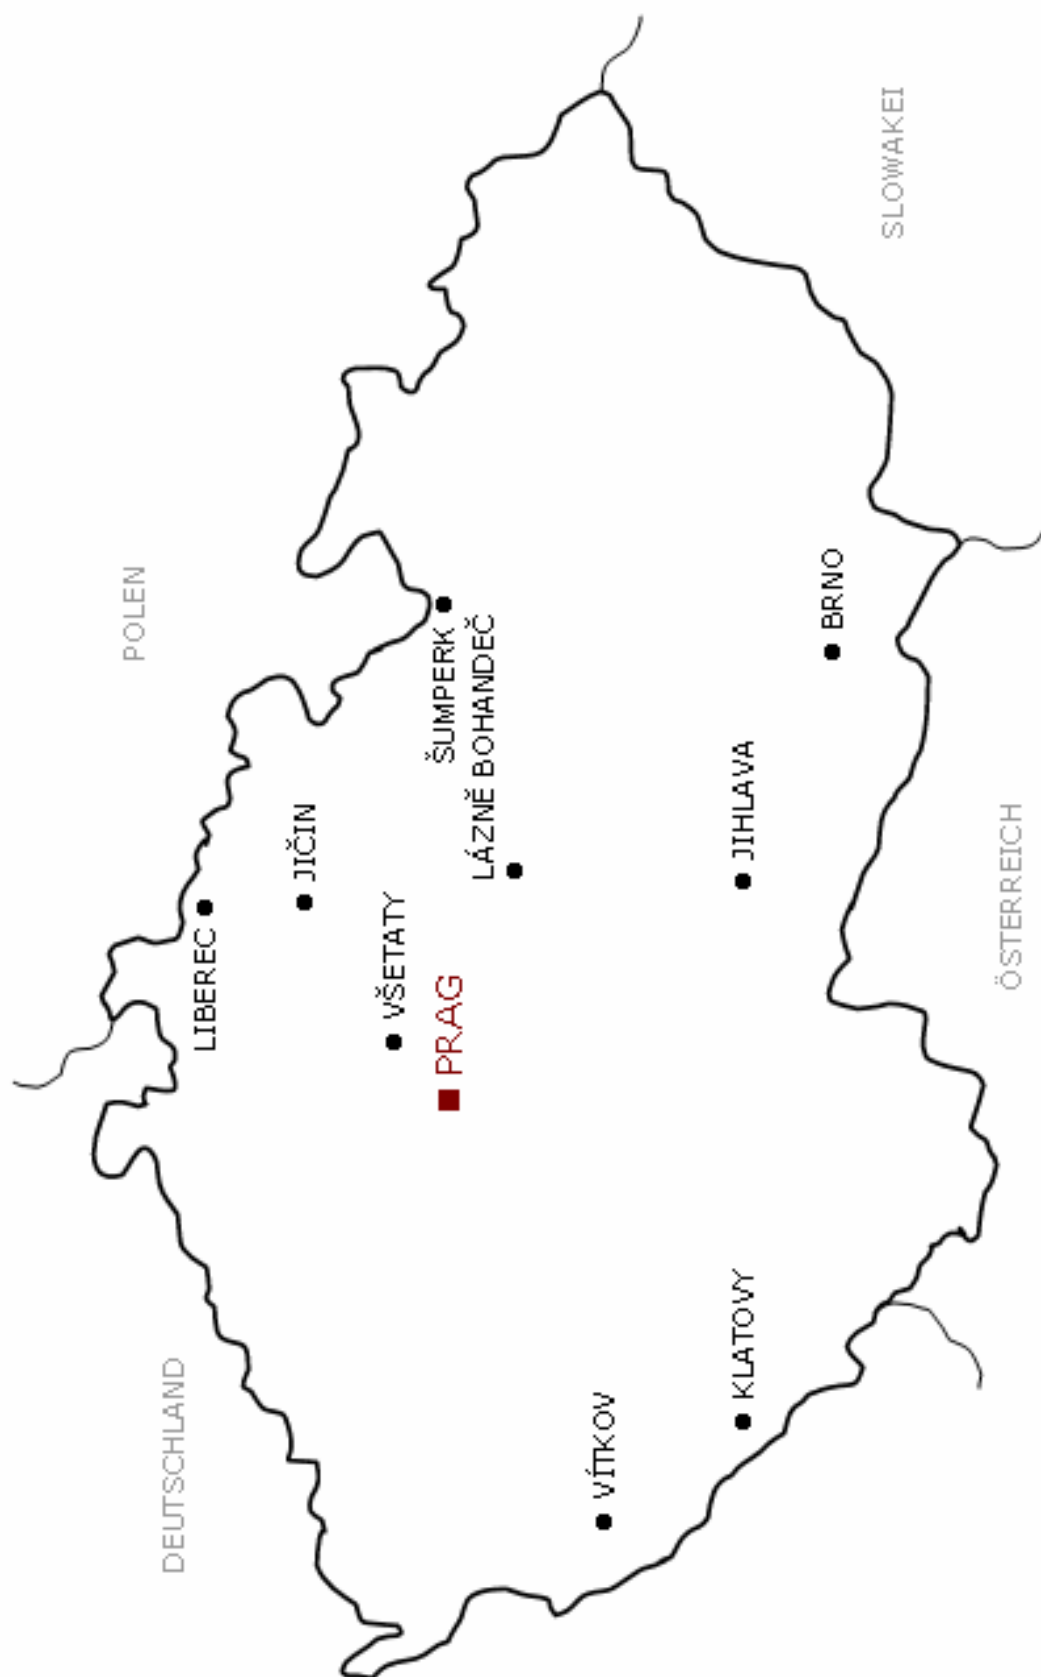 POLEN
DEUTSCHLAND
LIBEREC
JIČIN
VŠETATY
PRAG
ŠUMPERK
LÁZNĚ BOHANDEČ
SLOWAKEI
VÍTKOV
KLATOVY
JIHLAVA
BRNO
ÖSTERREICH